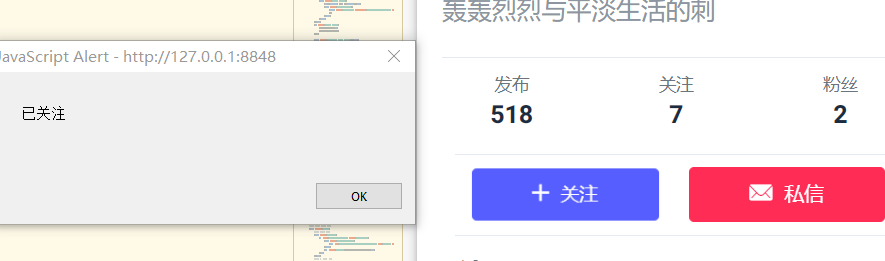 轰轰烈烈与平淡生活的刺
JavaScript Alert - http://127.0.0.1:8848
已关注
OK
发布 关注 粉丝
518 7 2
关注 私信